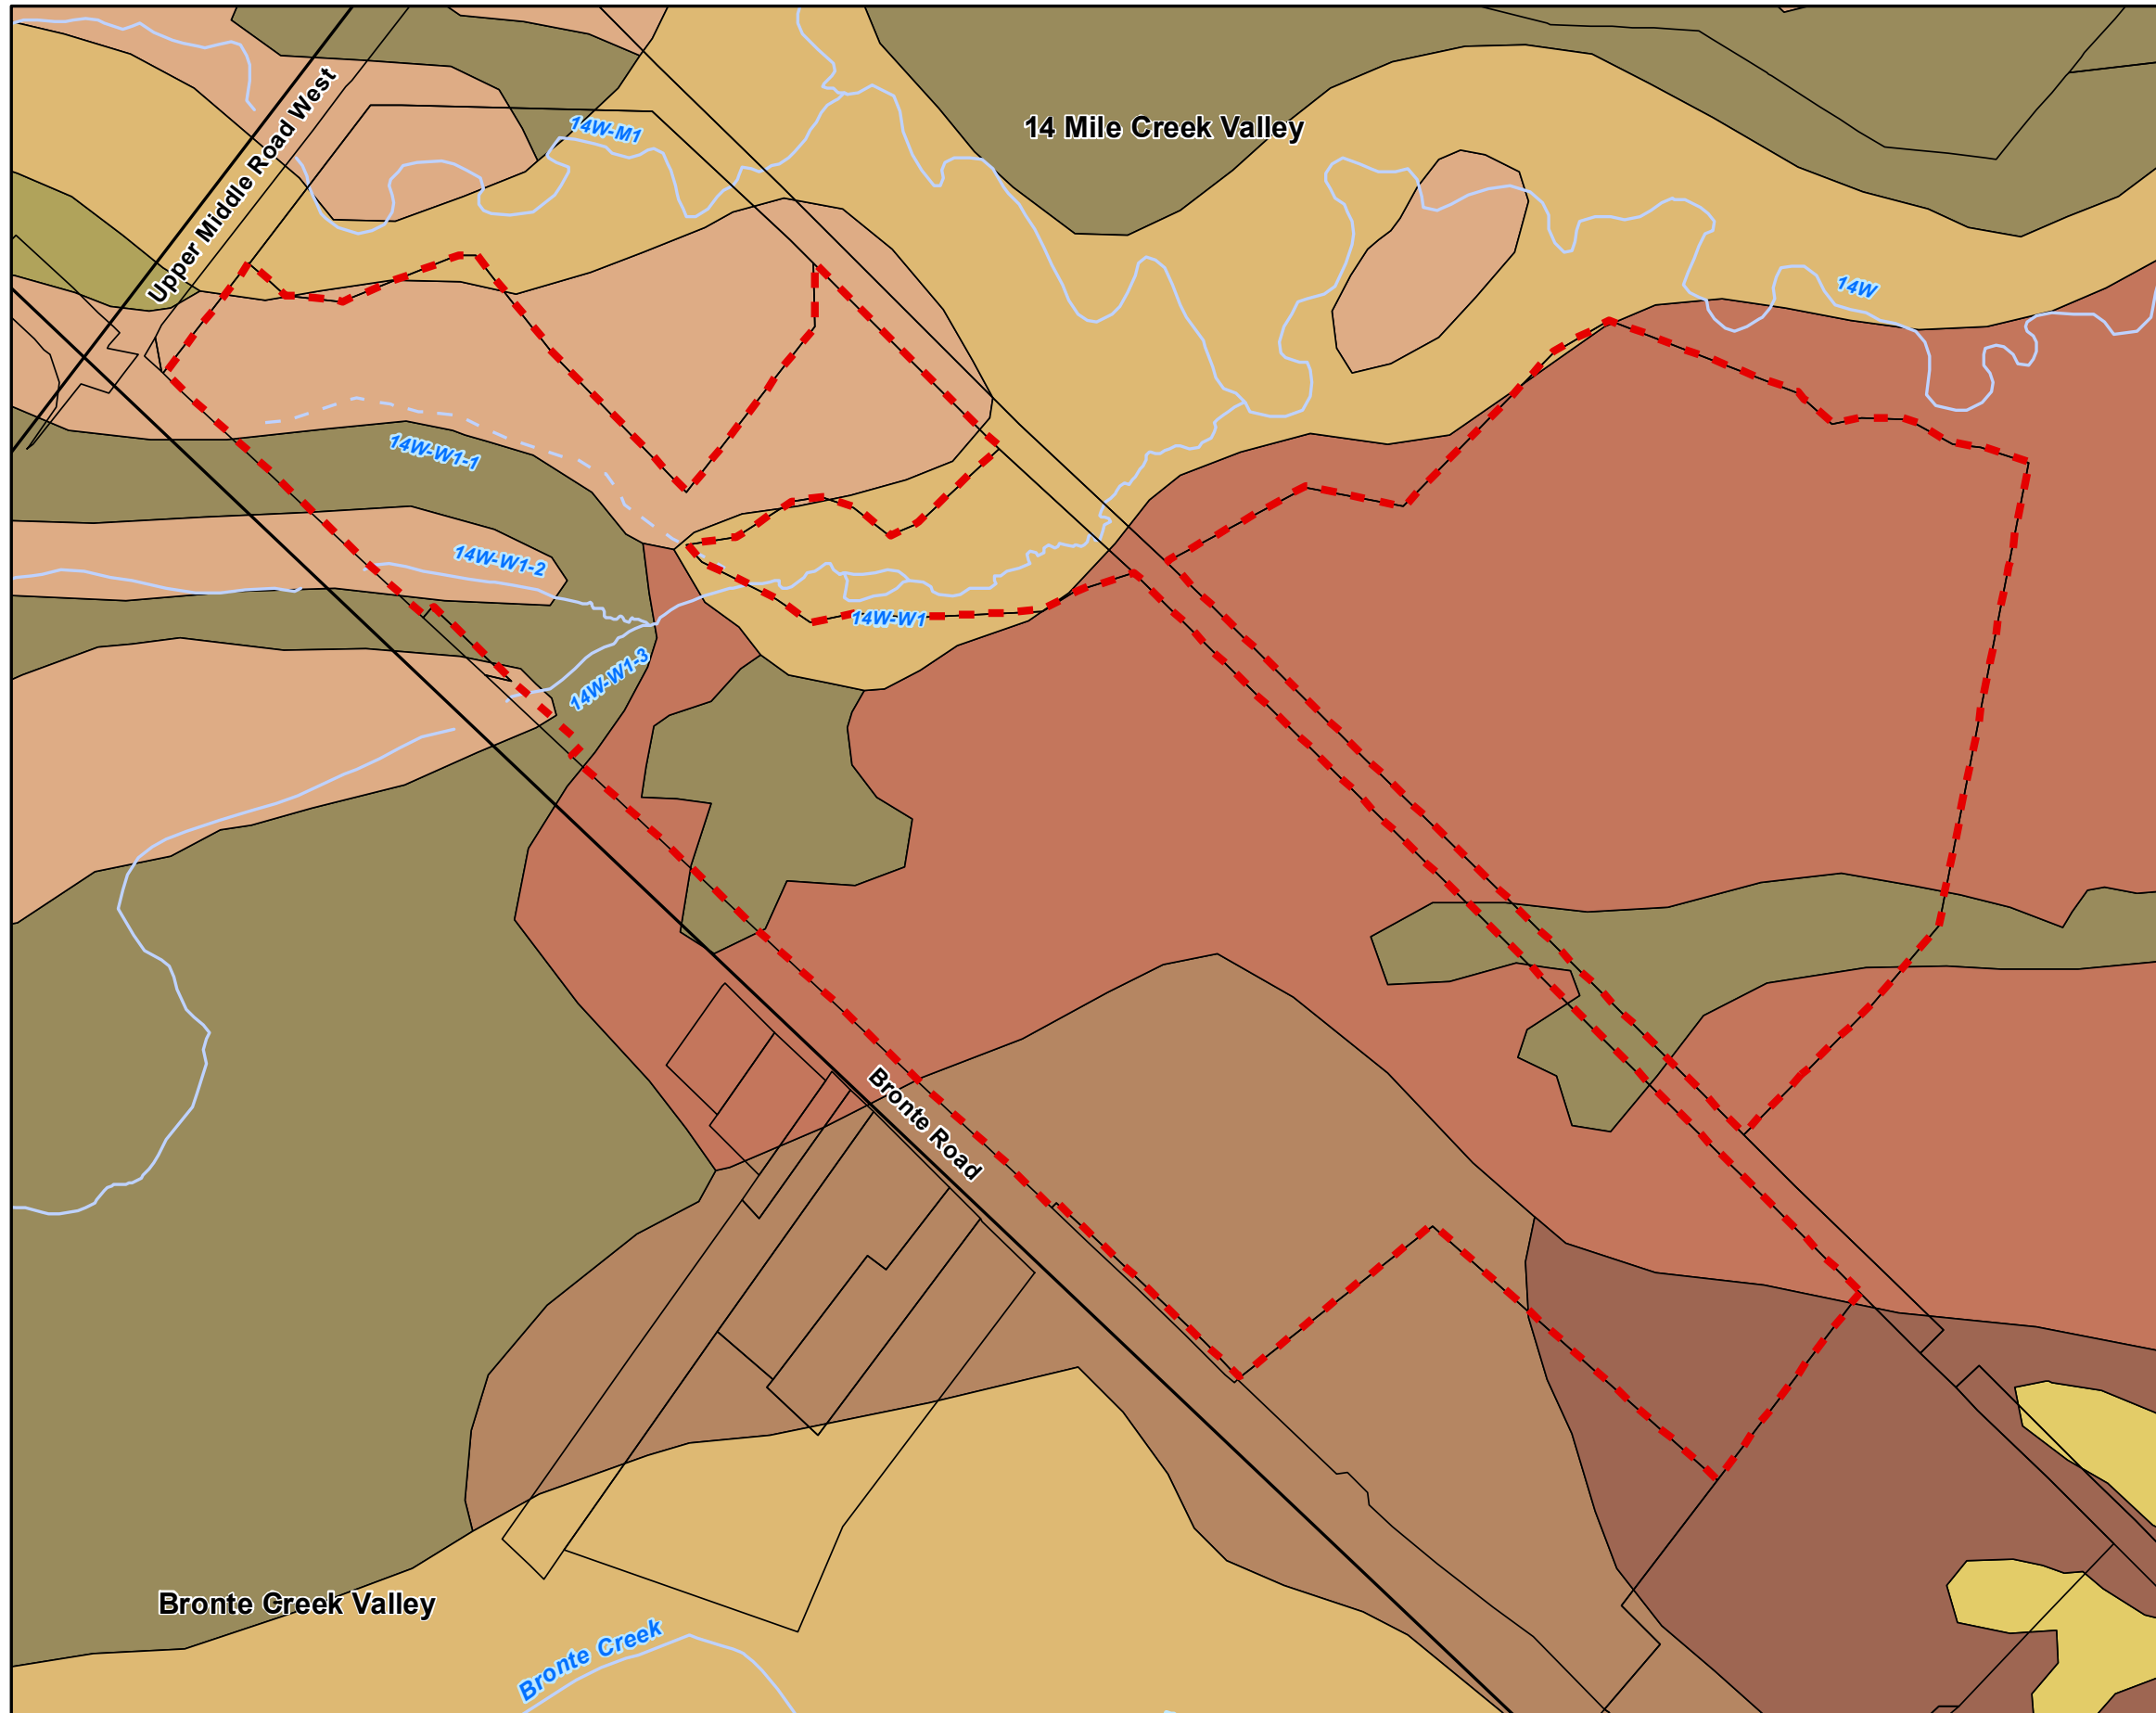 14W-M1
14 Mile Creek Valley
Upper Middle Road West
14W
14W-W1-1
14W-W1-2
14W-W1
14W-W1-3
Bronte Road
Bronte Creek Valley
Bronte Creek